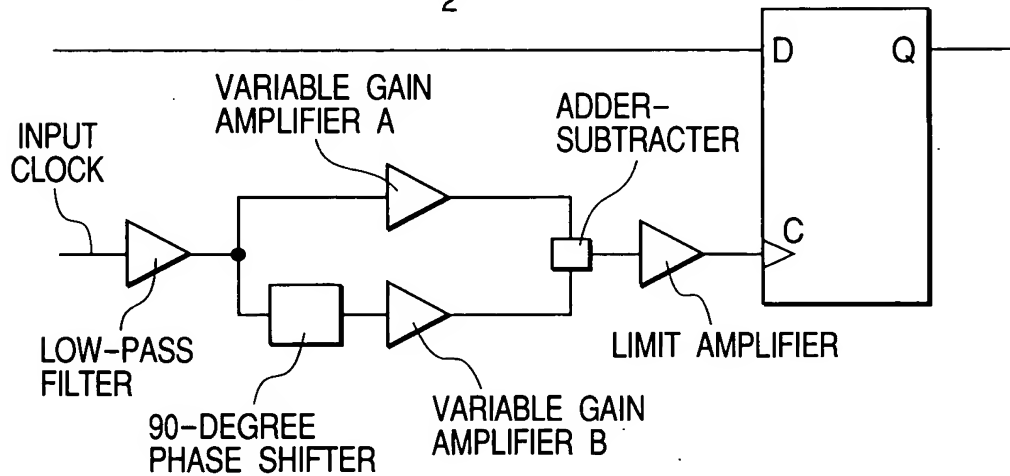 2
D Q
VARIABLE GAIN
AMPLIFIER A
ADDER-
SUBTRACTER
INPUT
CLOCK
C
LOW-PASS
FILTER
LIMIT AMPLIFIER
90-DEGREE
PHASE SHIFTER
VARIABLE GAIN
AMPLIFIER B